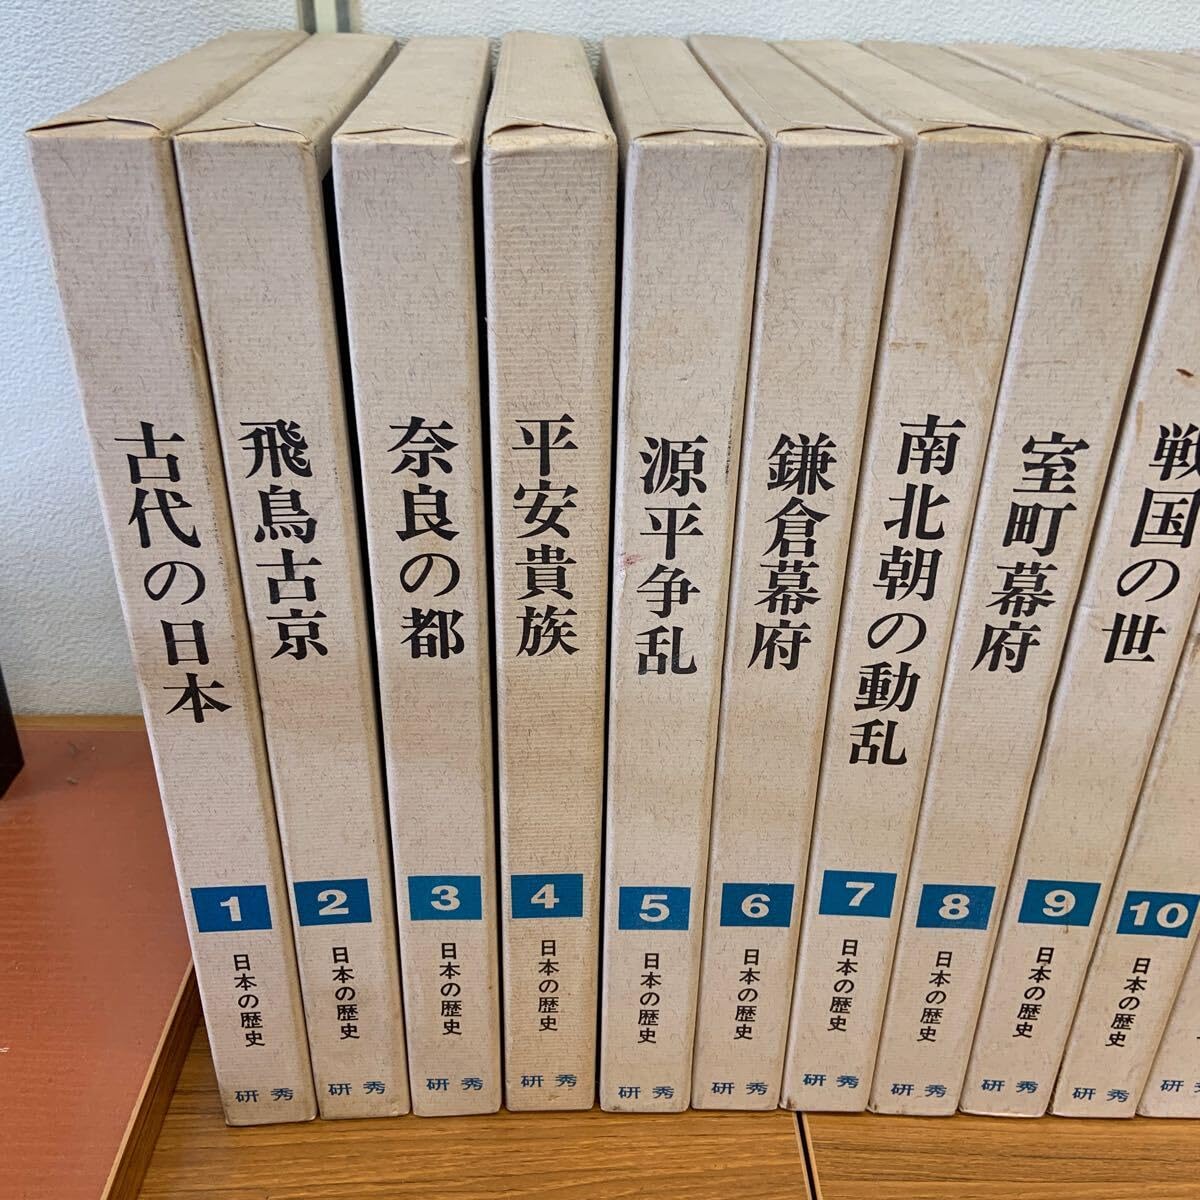 古代の日本
1
日本の歴史
研秀
飛鳥古京
2
日本の歴史
研秀
奈良の都
3
日本の歴史
研秀
平安貴族
4
日本の歴史
研秀
源平争乱
5
日本の歴史
研秀
鎌倉幕府
6
日本の歴史
研秀
南北朝の動乱
7
日本の歴史
研秀
室町幕府
8
日本の歴史
研秀
戦国の世
9
日本の歴史
研秀
10
日本の歴史
研秀
研